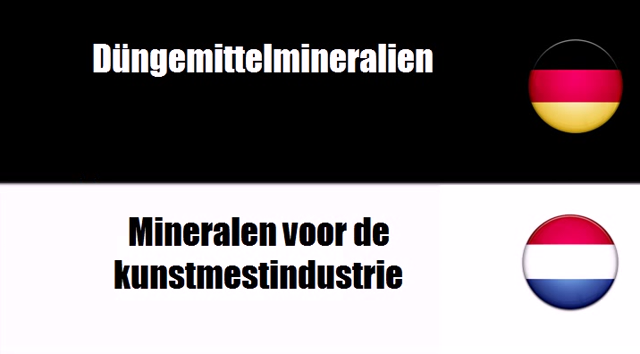 Düngemittelmineralien
Mineralen voor de
kunstmestindustrie